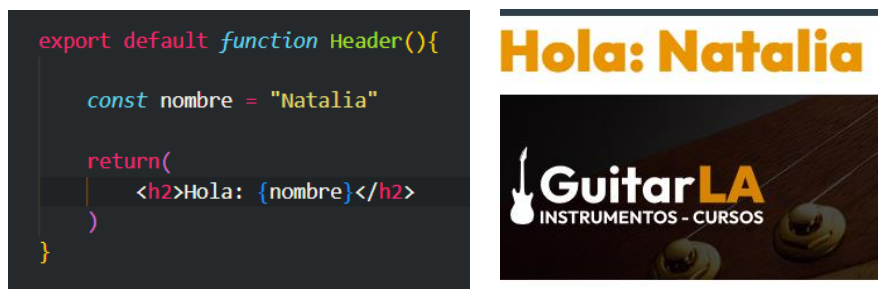 export default function Header(){
const nombre = "Natalia"
return(
<h2>Hola: {nombre}</h2>
)
}
Hola: Natalia
GuitarLA
INSTRUMENTOS - CURSOS